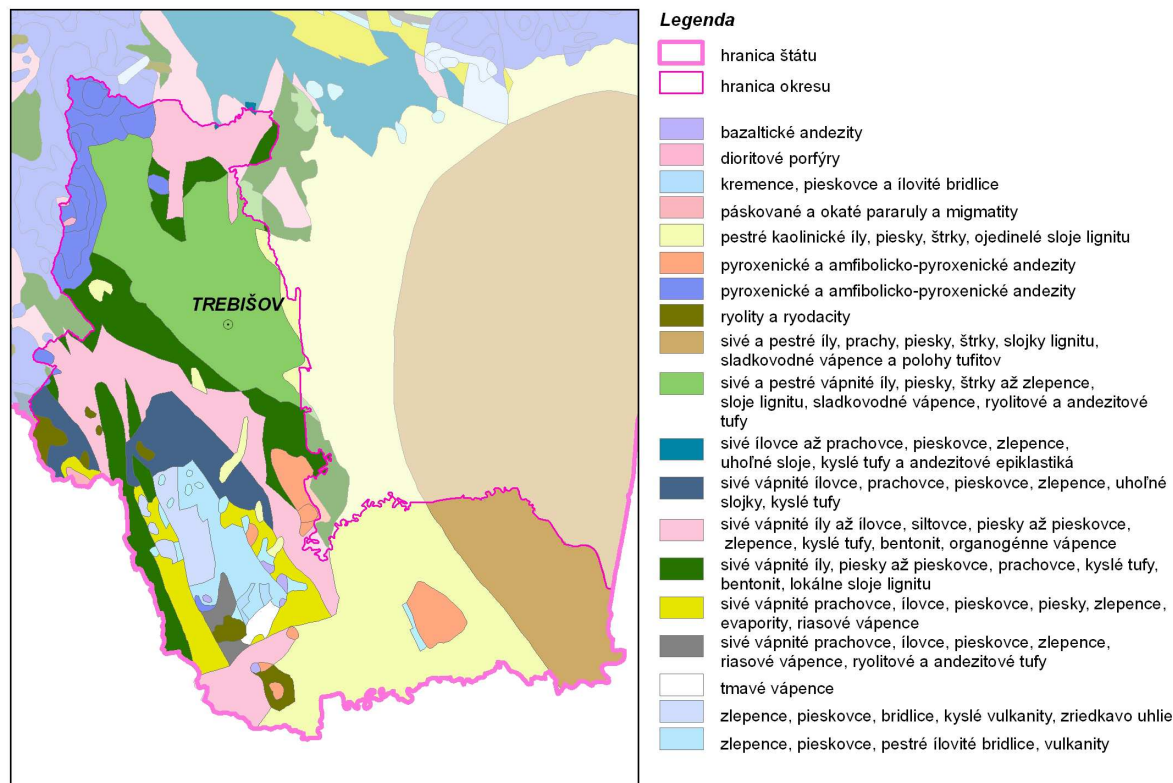 TREBIŠOV
Legenda
hranica štátu
hranica okresu
bazaltické andezity
dioritové porfýry
kremence, pieskovce a ílovité bridlice
páskované a okaté pararuly a migmatity
pestré kaolinické íly, piesky, štrky, ojedinelé sloje lignitu
pyroxenické a amfibolicko-pyroxenické andezity
pyroxenické a amfibolicko-pyroxenické andezity
ryolity a ryodacity
sivé a pestré íly, prachy, piesky, štrky, slojky lignitu,
sladkovodné vápence a polohy tufitov
sivé a pestré vápnité íly, piesky, štrky až zlepence,
sloje lignitu, sladkovodné vápence, ryolitové a andezitové
tufy
sivé ílovce až prachovce, pieskovce, zlepence,
uhoľné sloje, kyslé tufy a andezitové epiklastiká
sivé vápnité ílovce, prachovce, pieskovce, zlepence, uhoľné
slojky, kyslé tufy
sivé vápnité íly až ílovce, siltovce, piesky až pieskovce,
zlepence, kyslé tufy, bentonit, organogénne vápence
sivé vápnité íly, piesky až pieskovce, prachovce, kyslé tufy,
bentonit, lokálne sloje lignitu
sivé vápnité prachovce, ílovce, pieskovce, piesky, zlepence,
evapority, riasové vápence
sivé vápnité prachovce, ílovce, pieskovce, zlepence,
riasové vápence, ryolitové a andezitové tufy
tmavé vápence
zlepence, pieskovce, bridlice, kyslé vulkanity, zriedkavo uhlie
zlepence, pieskovce, pestré ílovité bridlice, vulkanity